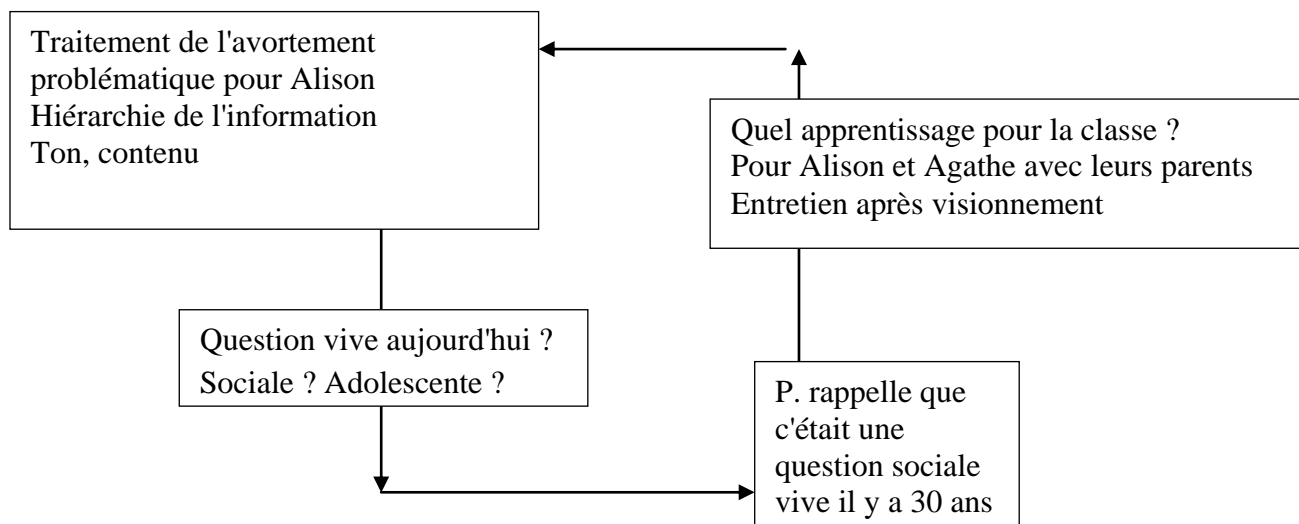 Traitement de l'avortement
problématique pour Alison
Hiérarchie de l'information
Ton, contenu
Quel apprentissage pour la classe ?
Pour Alison et Agathe avec leurs parents
Entretien après visionnement
Question vive aujourd'hui ?
Sociale ? Adolescente ?
P. rappelle que
c'était une
question sociale
vive il y a 30 ans